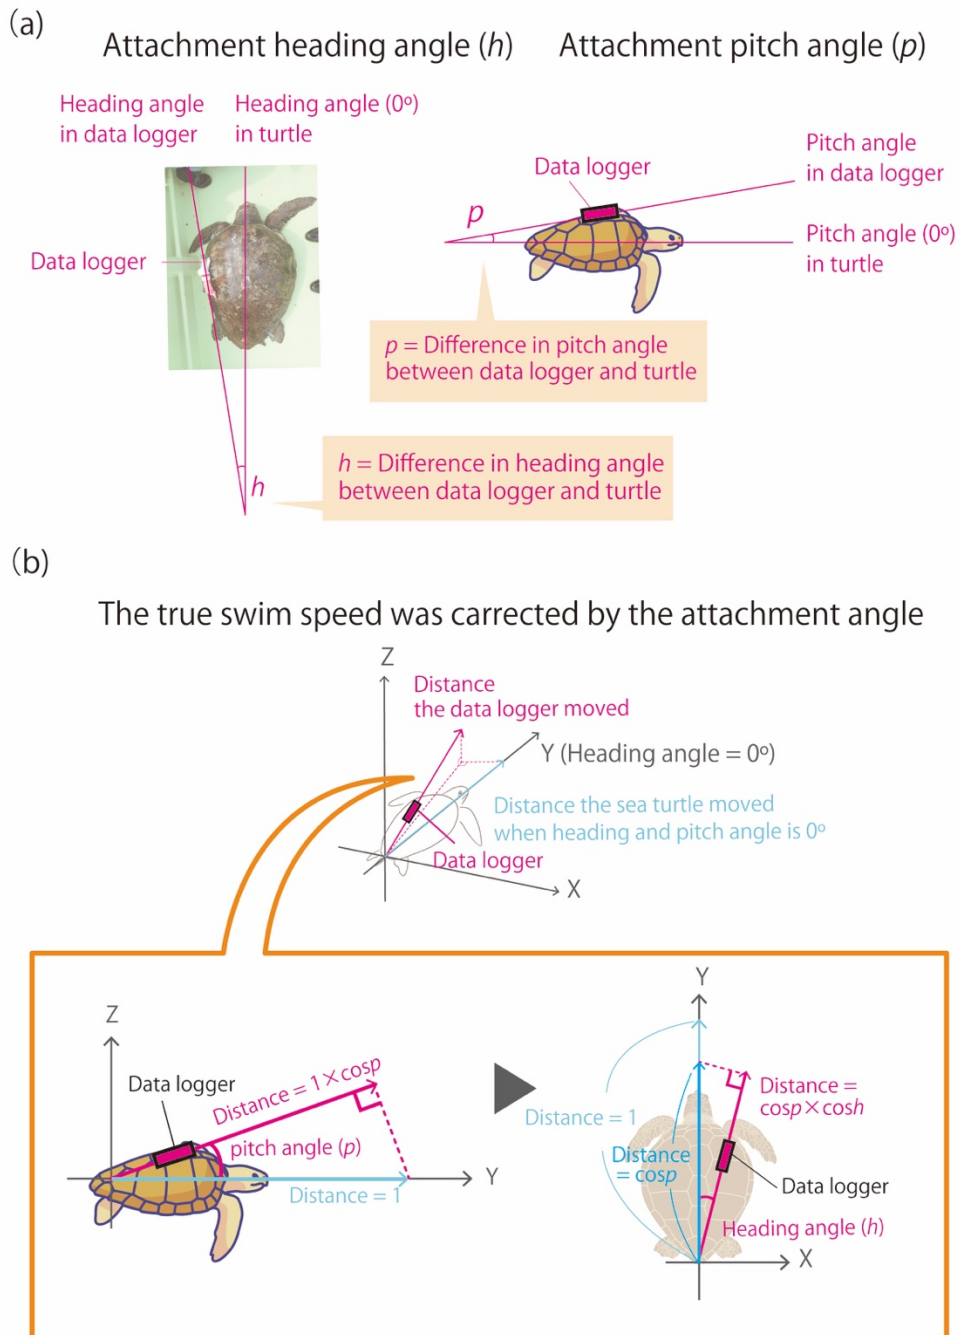 (a)
Attachment heading angle (h)
Attachment pitch angle (p)
Heading angle
in data logger
Heading angle (0º)
in turtle
Data logger
h
Data logger
Pitch angle
in data logger
p
Pitch angle (0º)
in turtle
p = Difference in pitch angle
between data logger and turtle
h = Difference in heading angle
between data logger and turtle
(b)
The true swim speed was carrected by the attachment angle
Z
Distance
the data logger moved
Y (Heading angle = 0º)
Distance the sea turtle moved
when heading and pitch angle is 0º
Data logger
X
Z
Data logger
Distance = 1×cosp
pitch angle (p)
Distance = 1
Y
Y
Distance =
cosp×cosh
Distance = 1
Distance
= cosp
Data logger
Heading angle (h)
X